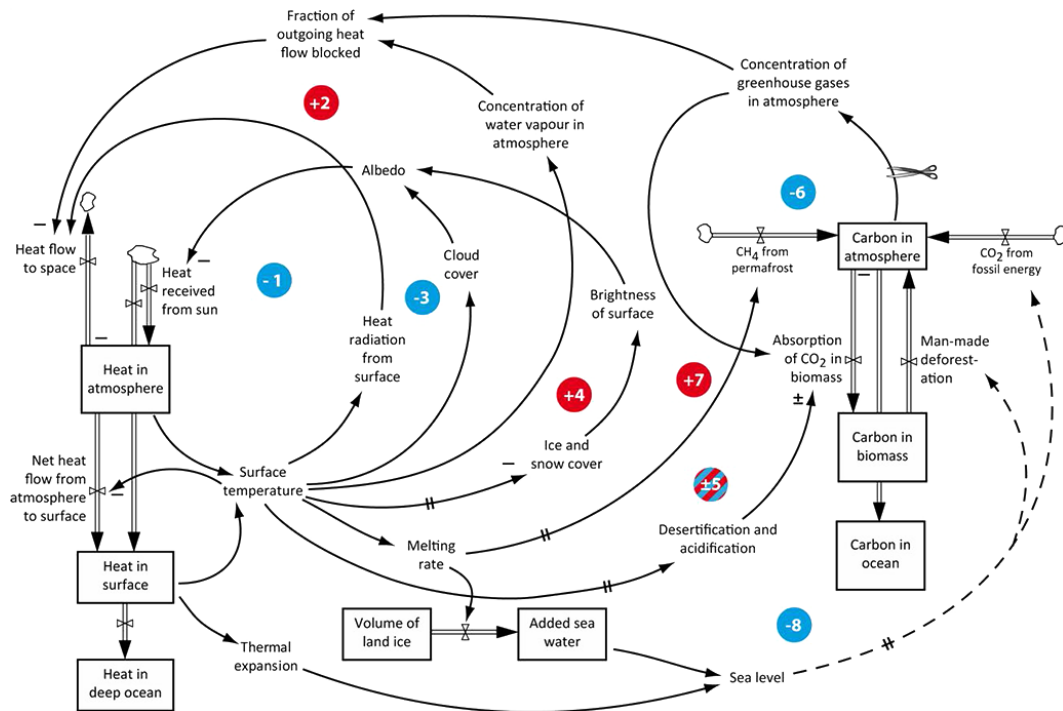 Fraction of
outgoing heat
flow blocked
Concentration of
greenhouse gases
in atmosphere
+2
Concentration of
water vapour in
atmosphere
Albedo
-6
–
Heat flow
to space
CH4 from
permafrost
Carbon in
atmosphere
CO2 from
fossil energy
–
Heat
received
from sun
- 1
-3
Cloud
cover
–
Brightness
of surface
Heat
radiation
from
surface
Absorption
of CO2 in
biomass
±
Man-made
deforest-
ation
–
Heat in
atmosphere
+7
+4
Carbon in
biomass
Net heat
flow from
atmosphere
to surface
–
Surface
temperature
–
Ice and
snow cover
±5
Desertification and
acidification
Melting
rate
Carbon in
ocean
Heat in
surface
Volume of
land ice
Added sea
water
-8
Thermal
expansion
Sea level
Heat in
deep ocean